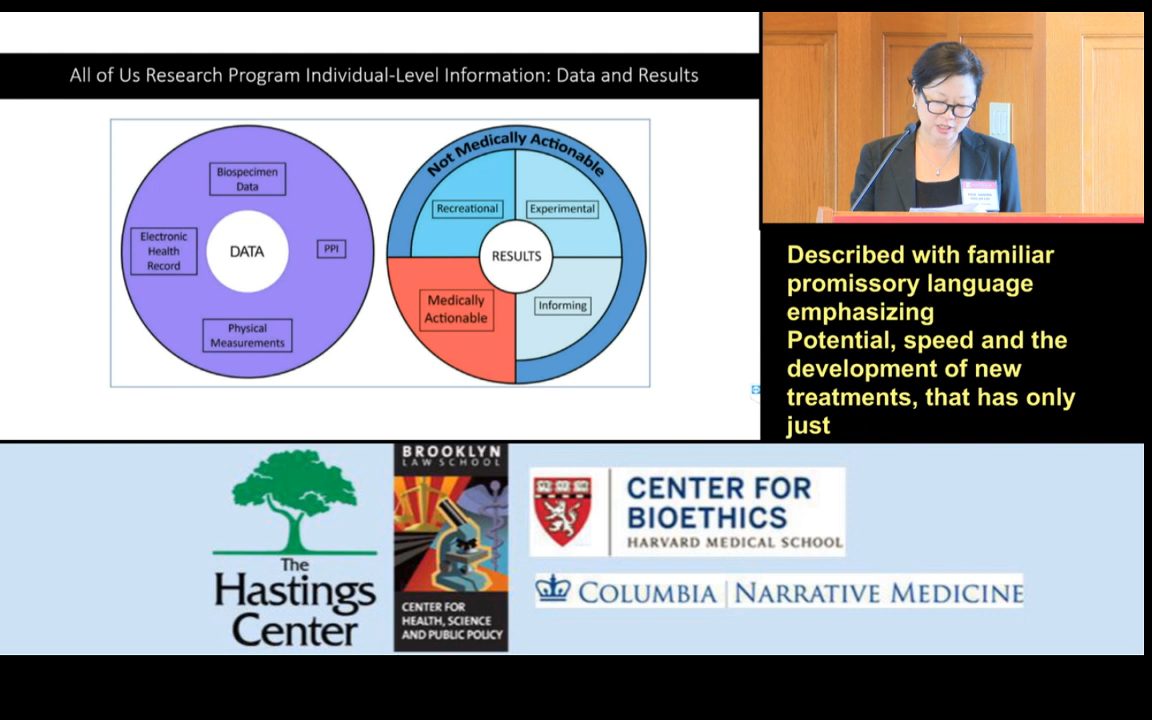 All of Us Research Program Individual-Level Information: Data and Results
Biospecimen
Data
Electronic
Health
Record
DATA
PPI
Physical
Measurements
Not Medically Actionable
Recreational
Experimental
RESULTS
Medically
Actionable
Informing
Described with familiar
promissory language
emphasizing
Potential, speed and the
development of new
treatments, that has only
just
The
Hastings
Center
BROOKLYN
LAW SCHOOL
CENTER FOR
HEALTH, SCIENCE
AND PUBLIC POLICY
CENTER FOR
BIOETHICS
HARVARD MEDICAL SCHOOL
COLUMBIA | NARRATIVE MEDICINE